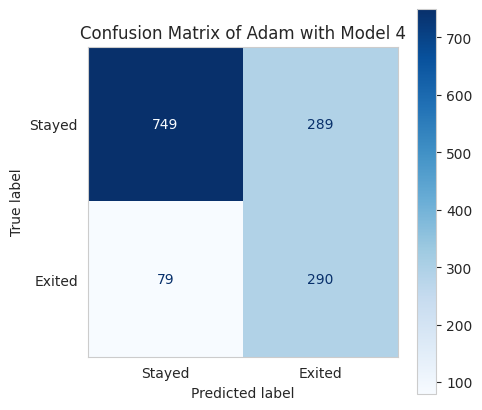 Confusion Matrix of Adam with Model 4
Stayed
Exited
True label
749
289
79
290
Stayed
Exited
Predicted label
700
600
500
400
300
200
100